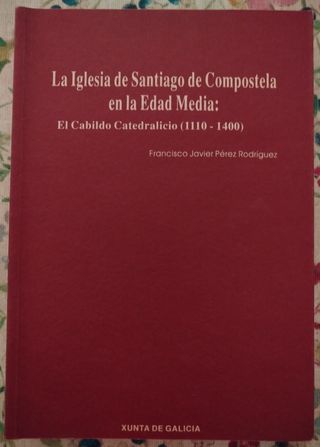 La Iglesia de Santiago de Compostela
en la Edad Media:
El Cabildo Catedralicio (1110 - 1400)
Francisco Javier Pérez Rodríguez
XUNTA DE GALICIA